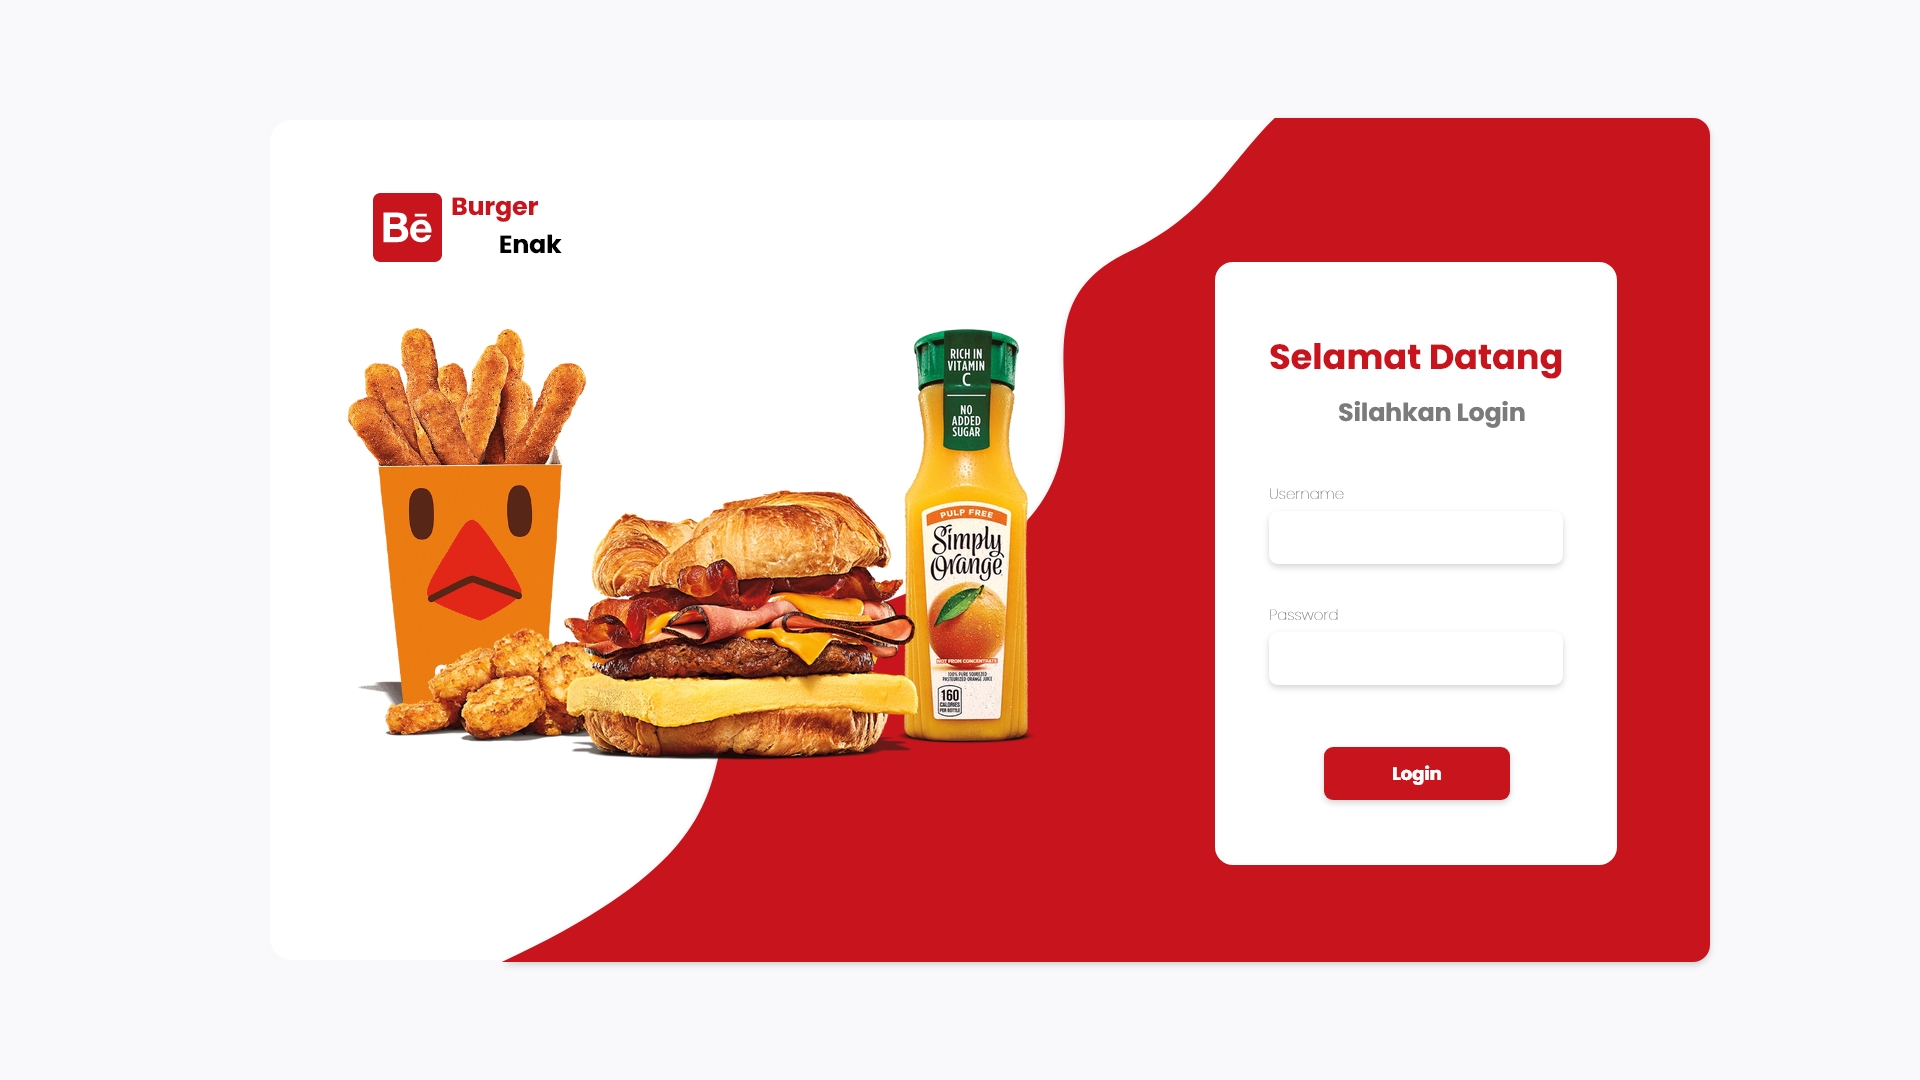 Bē
Burger
Enak
RICH IN
VITAMIN
C
NO
ADDED
SUGAR
PULP FREE
Simply
Orange
NOT FROM CONCENTRATE
100% PURE SQUEEZED
PASTEURIZED ORANGE JUICE
160
CALORIES
PER BOTTLE
Selamat Datang
Silahkan Login
Username
Password
Login